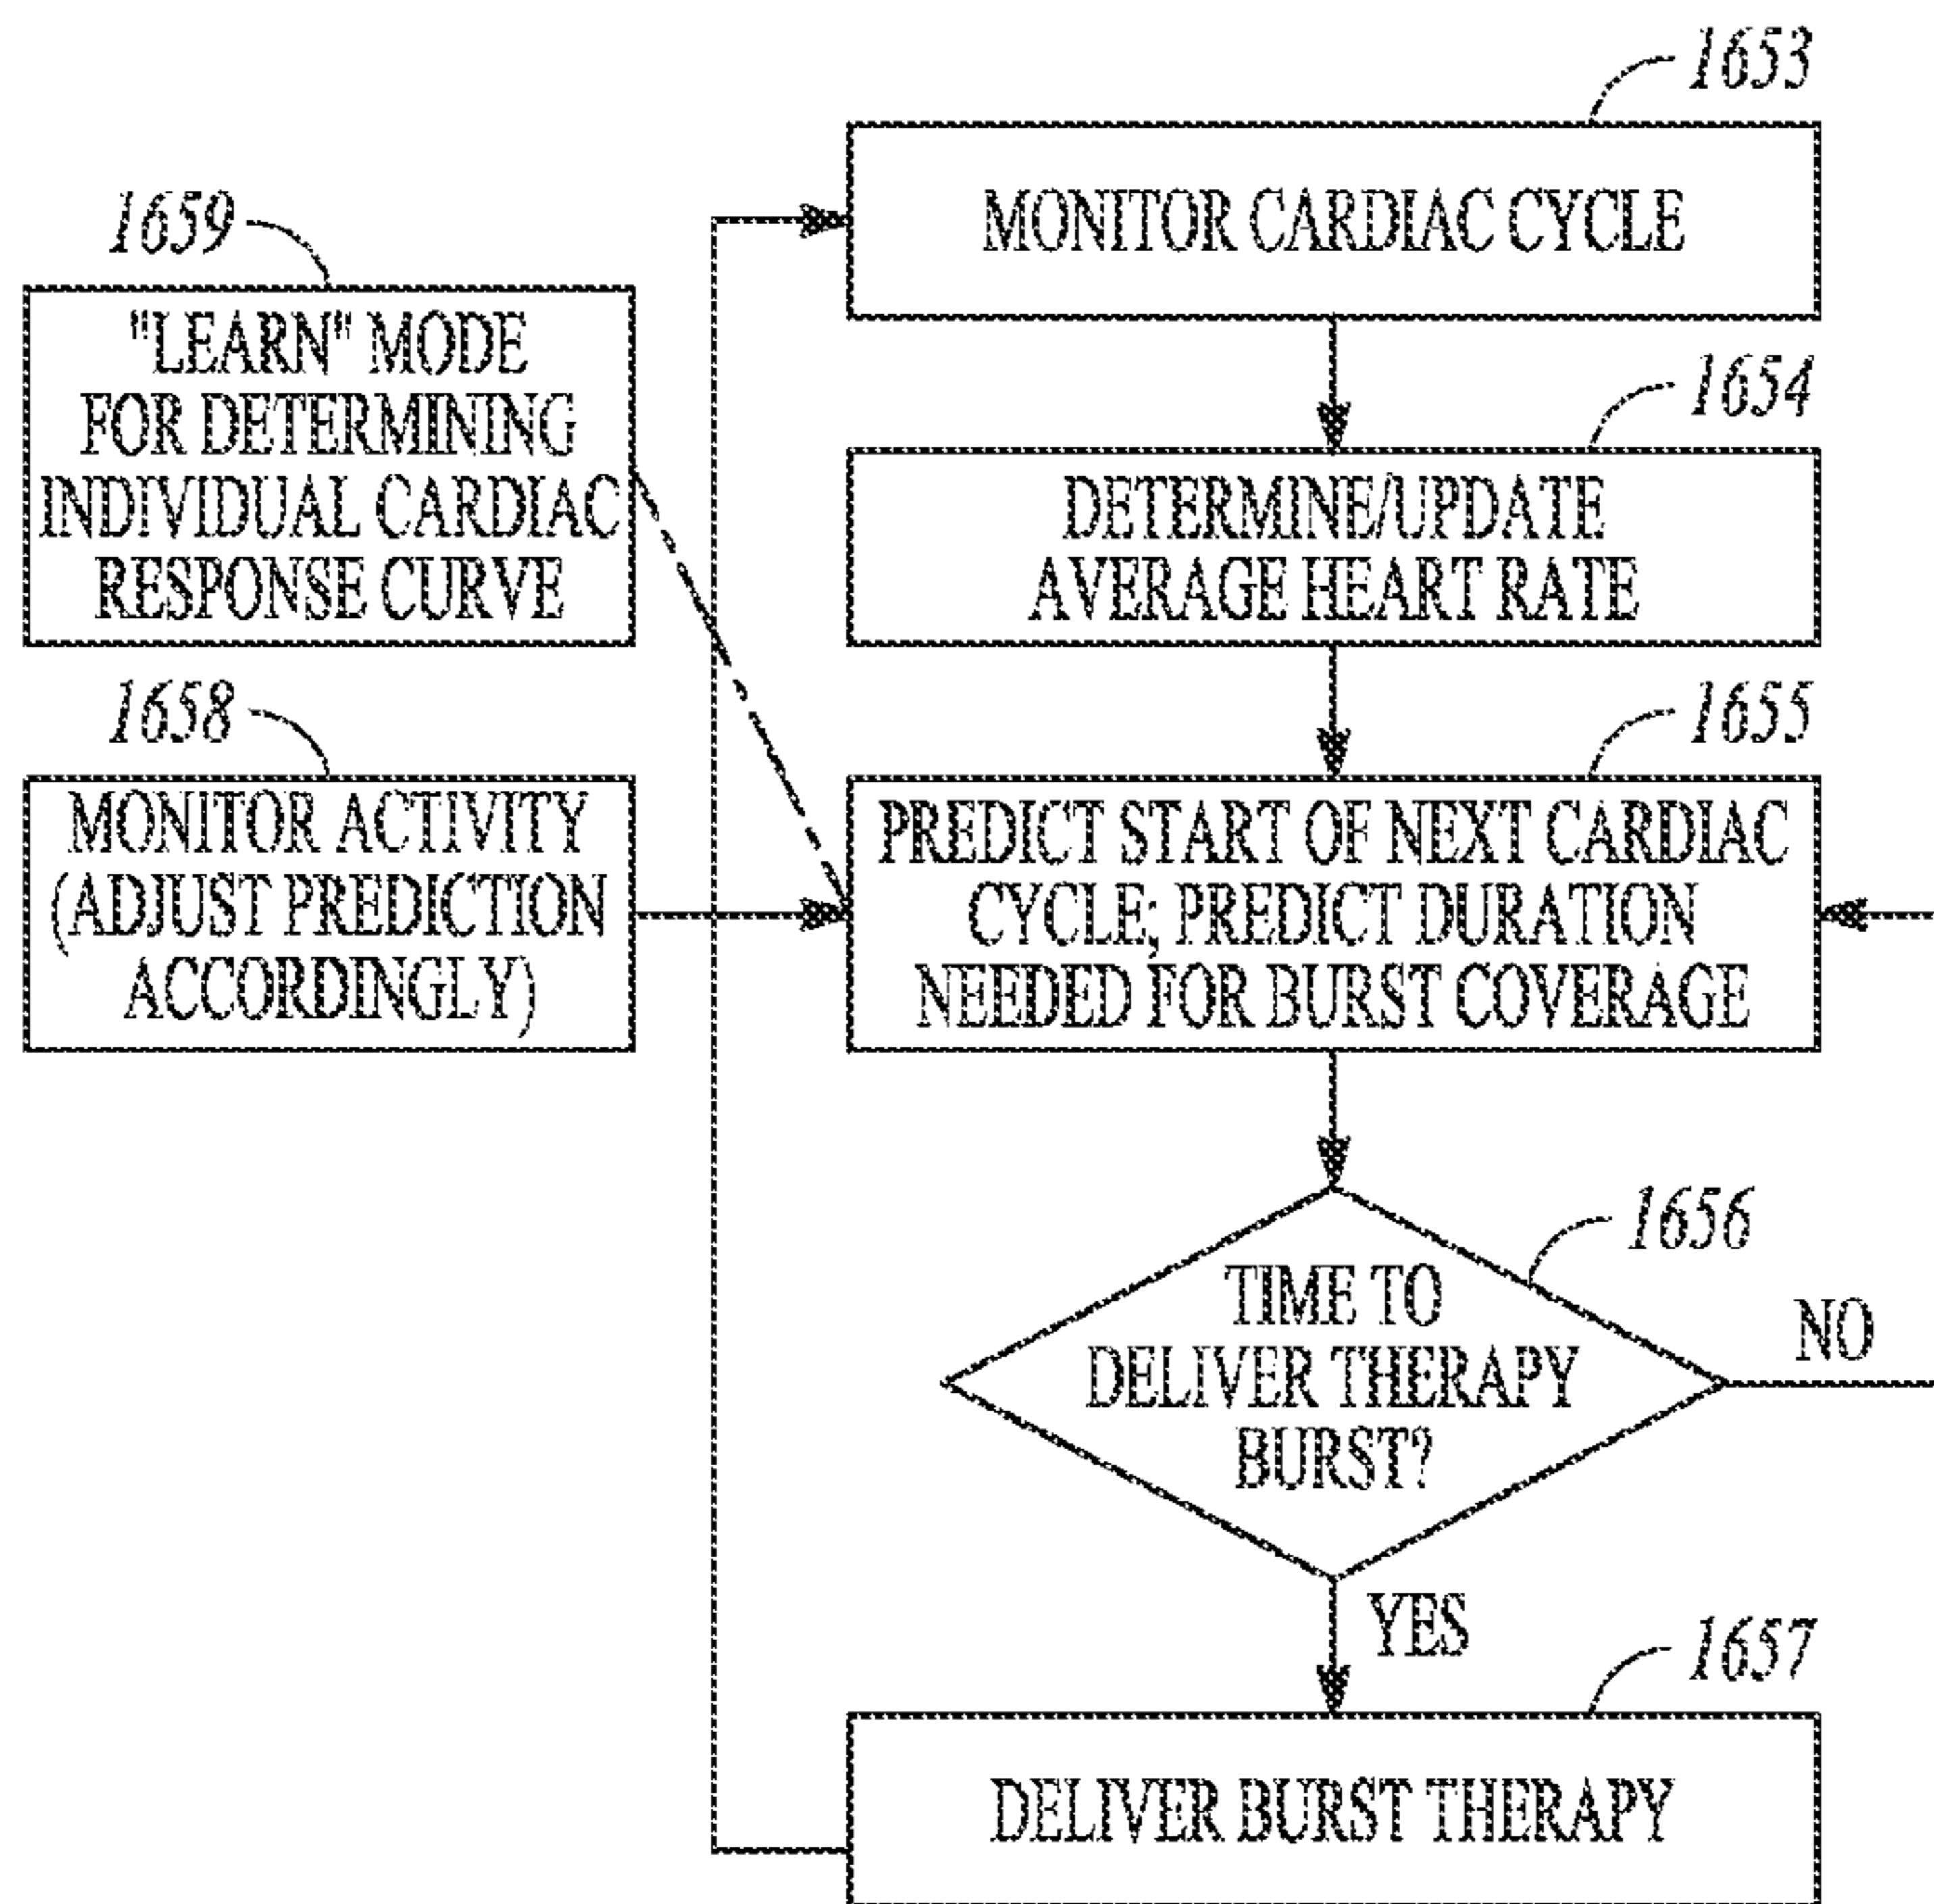 1653
MONITOR CARDIAC CYCLE
1659
"LEARN" MODE
FOR DETERMINING
INDIVIDUAL CARDIAC
RESPONSE CURVE
1654
DETERMINE/UPDATE
AVERAGE HEART RATE
1658
MONITOR ACTIVITY
(ADJUST PREDICTION
ACCORDINGLY)
1655
PREDICT START OF NEXT CARDIAC
CYCLE; PREDICT DURATION
NEEDED FOR BURST COVERAGE
1656
TIME TO
DELIVER THERAPY
BURST?
NO
YES
1657
DELIVER BURST THERAPY